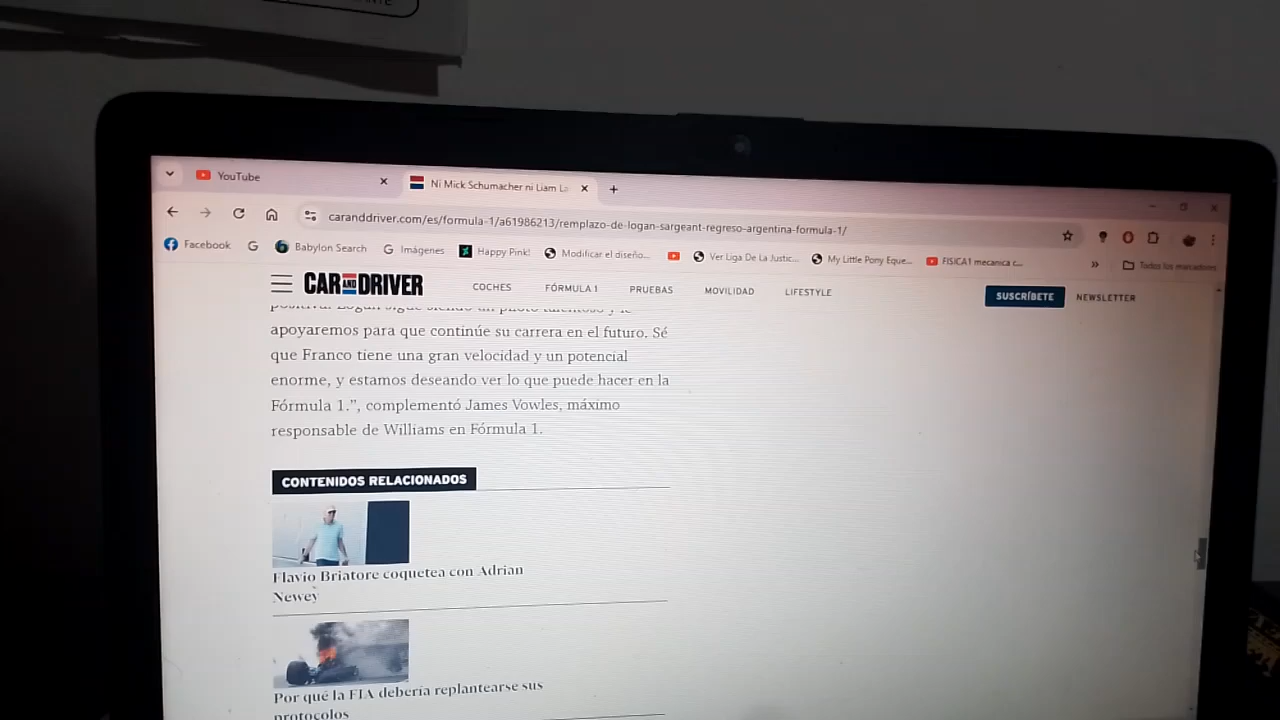 YouTube
Ni Mick Schumacher ni Liam La
caranddriver.com/es/formula-1/a61986213/remplazo-de-logan-sargeant-regreso-argentina-formula-1/
Facebook
Babylon Search
Imágenes
Happy Pink!
Modificar el diseño...
Ver Liga De La Justic...
My Little Pony Eque...
FISICA1 mecanica c...
»
Todos los marcadores
CAR AND DRIVER
COCHES
FÓRMULA 1
PRUEBAS
MOVILIDAD
LIFESTYLE
SUSCRÍBETE
NEWSLETTER
apoyaremos para que continúe su carrera en el futuro. Sé
que Franco tiene una gran velocidad y un potencial
enorme, y estamos deseando ver lo que puede hacer en la
Fórmula 1.”, complementó James Vowles, máximo
responsable de Williams en Fórmula 1.
CONTENIDOS RELACIONADOS
Flavio Briatore coquetea con Adrian
Newey
Por qué la FIA debería replantearse sus
protocolos